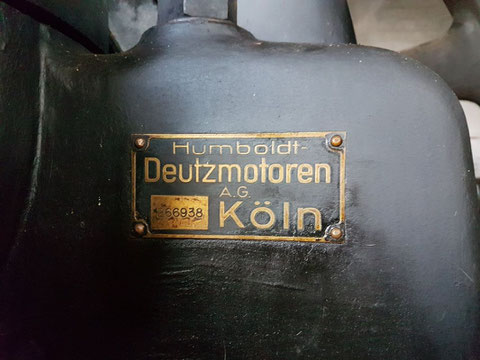 Humboldt-
Deutzmotoren
A.G.
Köln